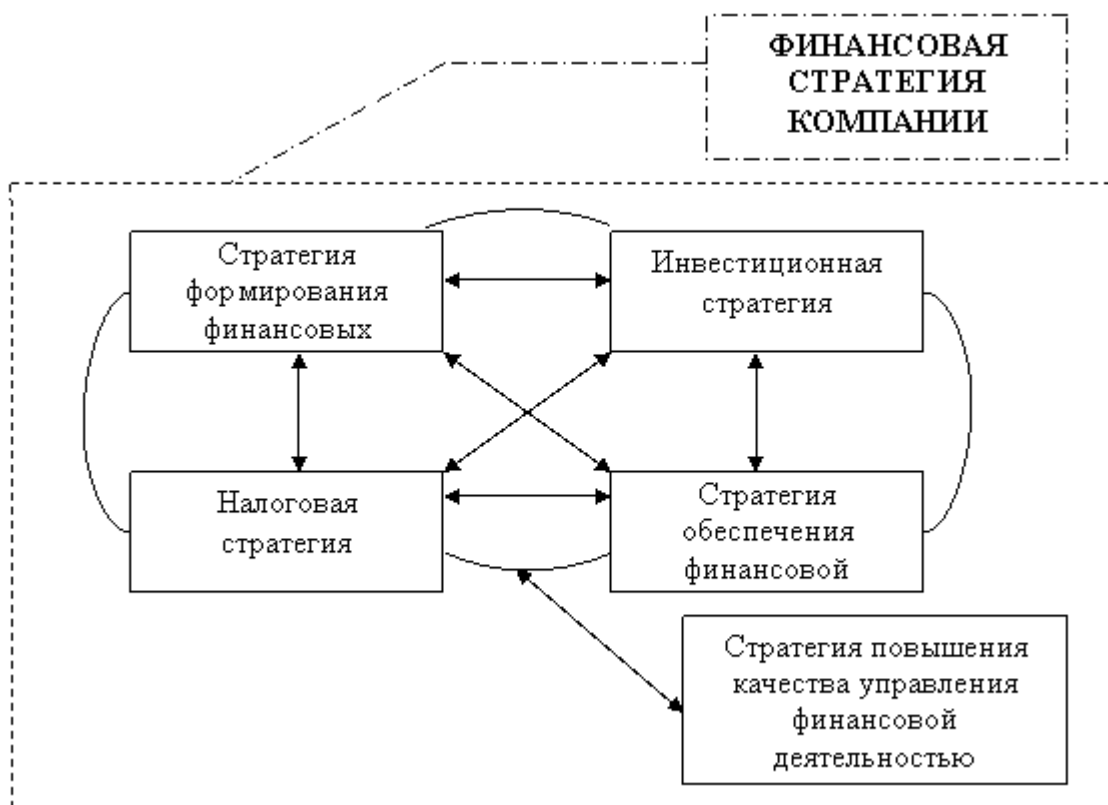 ФИНАНСОВАЯ
СТРАТЕГИЯ
КОМПАНИИ
Стратегия
формирования
финансовых
Инвестиционная
стратегия
Налоговая
стратегия
Стратегия
обеспечения
финансовой
Стратегия повышения
качества управления
финансовой
деятельностью